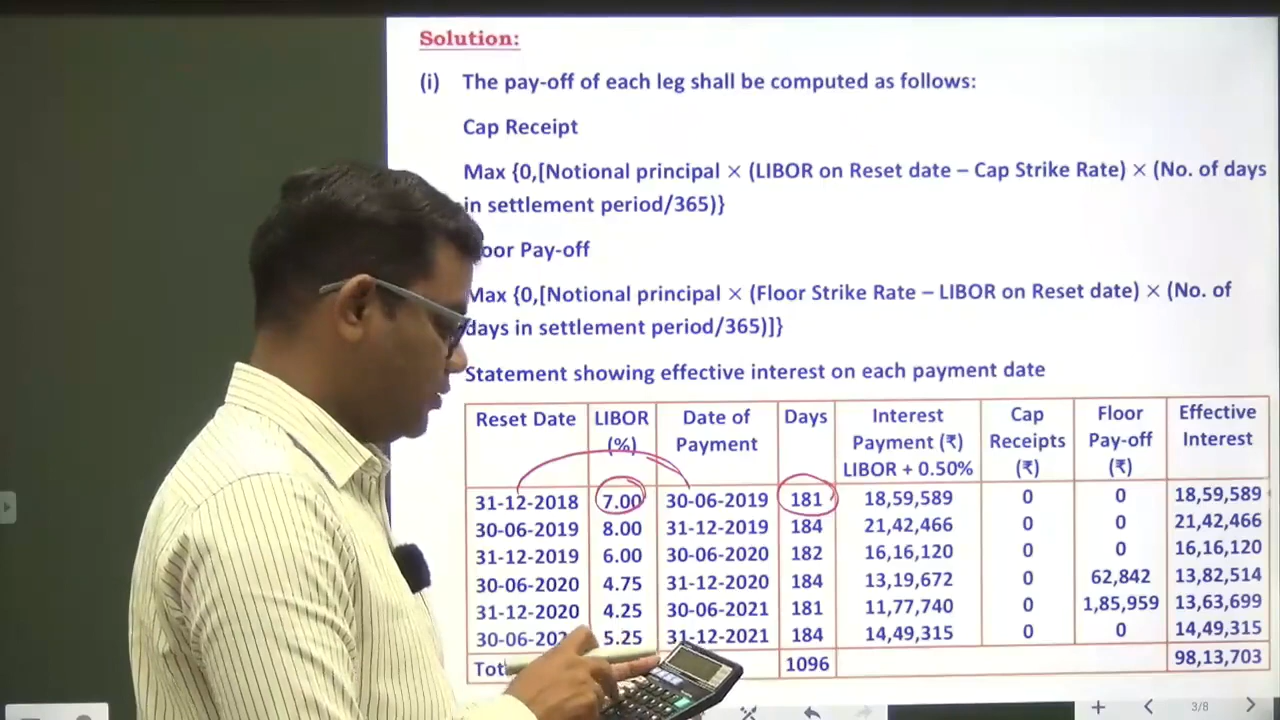 Solution:
(i) The pay-off of each leg shall be computed as follows:
Cap Receipt
Max {0,[Notional principal × (LIBOR on Reset date – Cap Strike Rate) × (No. of days
in settlement period/365)}
oor Pay-off
Max {0,[Notional principal × (Floor Strike Rate – LIBOR on Reset date) × (No. of
days in settlement period/365)]}
Statement showing effective interest on each payment date
Reset Date LIBOR (%) Date of Payment Days Interest Payment (₹) LIBOR + 0.50% Cap Receipts (₹) Floor Pay-off (₹) Effective Interest
31-12-2018 7.00 30-06-2019 181 18,59,589 0 0 18,59,589
30-06-2019 8.00 31-12-2019 184 21,42,466 0 0 21,42,466
31-12-2019 6.00 30-06-2020 182 16,16,120 0 0 16,16,120
30-06-2020 4.75 31-12-2020 184 13,19,672 0 62,842 13,82,514
31-12-2020 4.25 30-06-2021 181 11,77,740 0 1,85,959 13,63,699
30-06-202 5.25 31-12-2021 184 14,49,315 0 0 14,49,315
Tot 1096 98,13,703
3/8